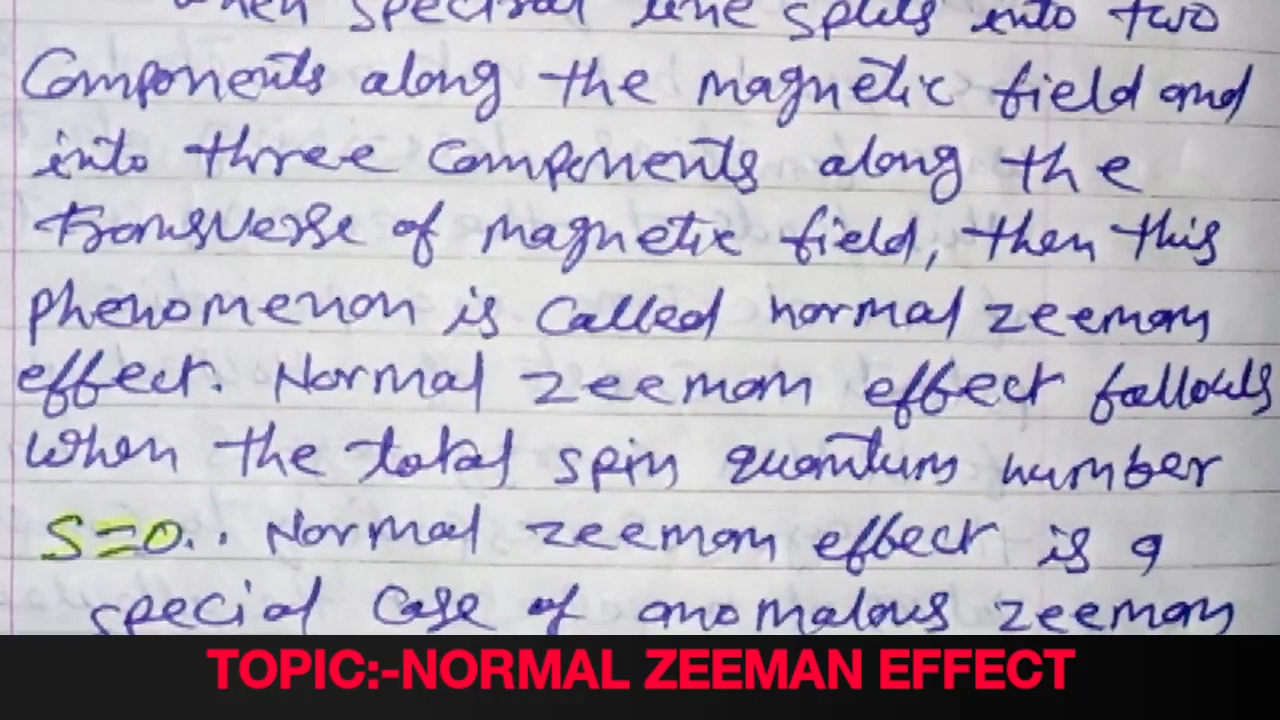 when spectral line splits into two
Components along the magnetic field and
into three components along the
transverse of magnetic field, then this
phenomenon is called normal zeeman
effect. Normal zeeman effect follows
when the total spin quantum number
S=0.. Normal zeeman effect is a
special case of anomalous zeeman
TOPIC:-NORMAL ZEEMAN EFFECT